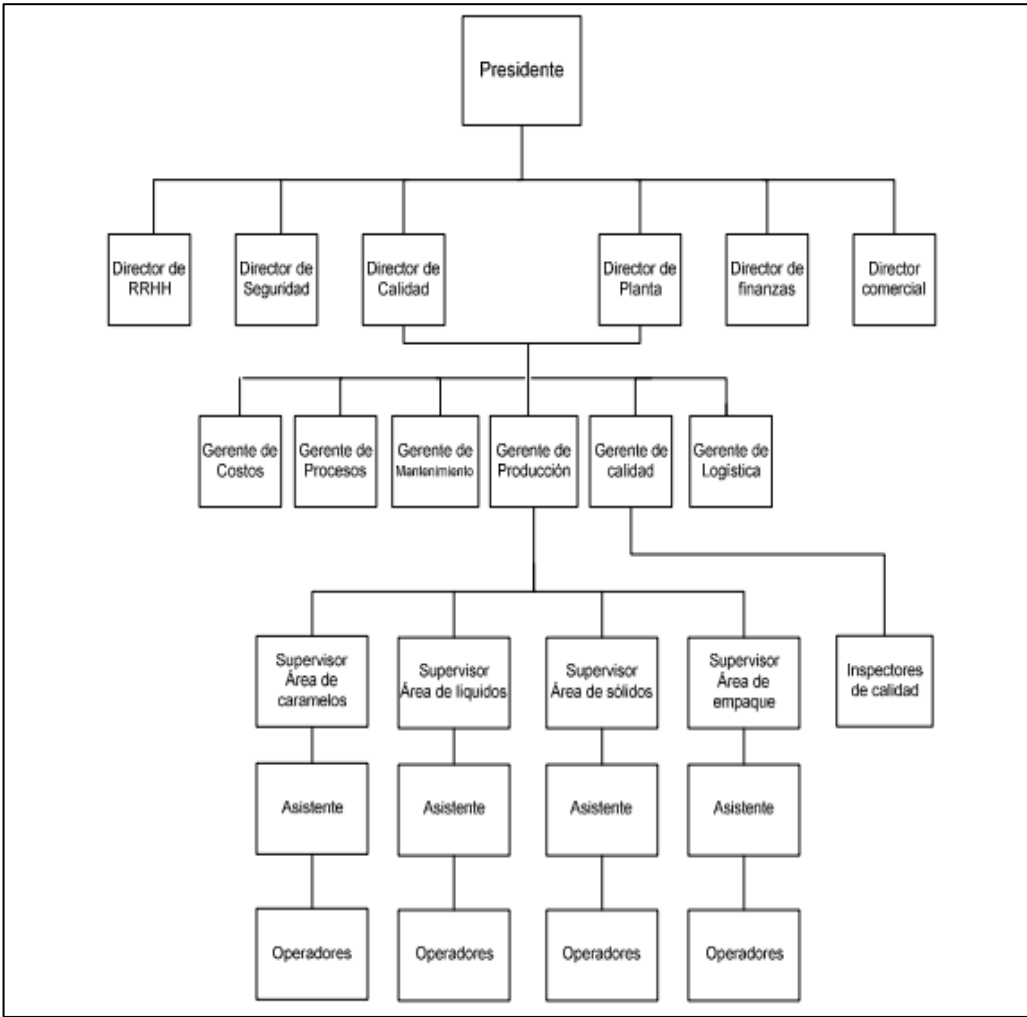 Presidente
Director de
RRHH
Director de
Seguridad
Director de
Calidad
Director de
Planta
Director de
finanzas
Director
comercial
Gerente de
Costos
Gerente de
Procesos
Gerente de
Mantenimiento
Gerente de
Producción
Gerente de
calidad
Gerente de
Logística
Supervisor
Área de
caramelos
Supervisor
Área de líquidos
Supervisor
Área de sólidos
Supervisor
Área de
empaque
Inspectores
de calidad
Asistente
Asistente
Asistente
Asistente
Operadores
Operadores
Operadores
Operadores